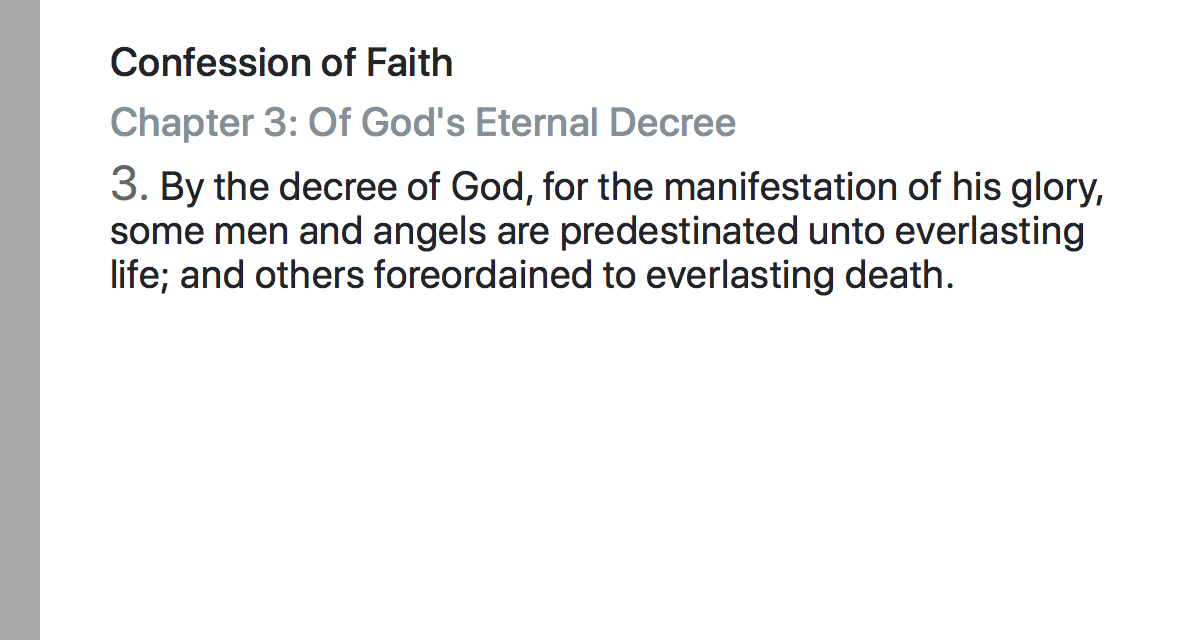 Confession of Faith
Chapter 3: Of God's Eternal Decree
3. By the decree of God, for the manifestation of his glory,
some men and angels are predestinated unto everlasting
life; and others foreordained to everlasting death.